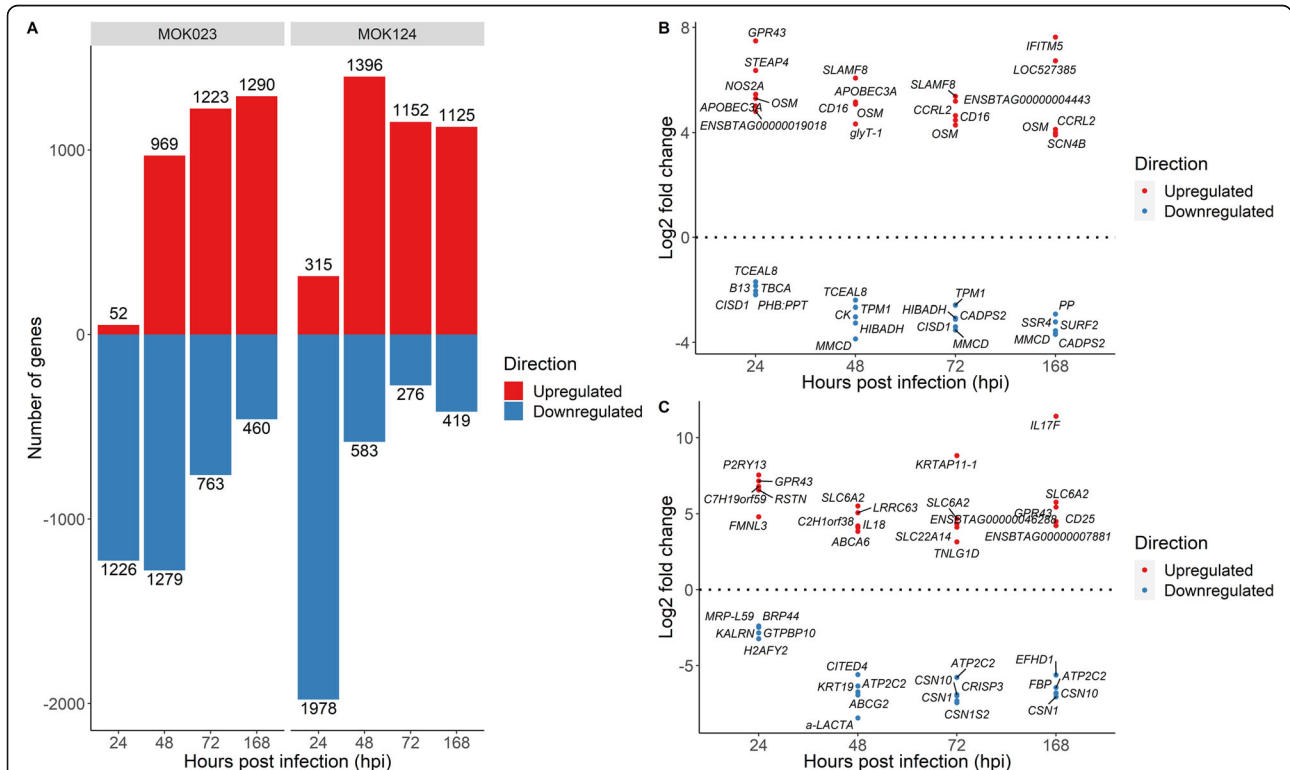 A
MOK023
MOK124
Number of genes
1000
0
-1000
-2000
52
969
1223
1290
1226
1279
763
460
315
1396
1152
1125
1978
583
276
419
24 48 72 168
24 48 72 168
Hours post infection (hpi)
Direction
Upregulated
Downregulated
B
Log2 fold change
8
4
0
-4
GPR43
STEAP4
NOS2A
OSM
APOBEC3A
ENSBTAG00000019018
SLAMF8
APOBEC3A
CD16
OSM
glyT-1
SLAMF8
ENSBTAG00000004443
CCRL2
CD16
OSM
IFITM5
LOC527385
OSM
CCRL2
SCN4B
TCEAL8
B13
TBCA
CISD1
PHB:PPT
TCEAL8
TPM1
CK
HIBADH
MMCD
TPM1
HIBADH
CADPS2
CISD1
MMCD
PP
SSR4
SURF2
MMCD
CADPS2
24 48 72 168
Hours post infection (hpi)
Direction
Upregulated
Downregulated
C
Log2 fold change
10
5
0
-5
P2RY13
GPR43
C7H19orf59
RSTN
FMNL3
SLC6A2
LRRC63
C2H1orf38
IL18
ABCA6
KRTAP11-1
SLC6A2
ENSBTAG00000046288
SLC22A14
TNLG1D
IL17F
SLC6A2
GPR43
CD25
ENSBTAG00000007881
MRP-L59
BRP44
KALRN
GTPBP10
H2AFY2
CITED4
KRT19
ATP2C2
ABCG2
a-LACTA
ATP2C2
CSN10
CRISP3
CSN1
CSN1S2
EFHD1
ATP2C2
FBP
CSN10
CSN1
24 48 72 168
Hours post infection (hpi)
Direction
Upregulated
Downregulated